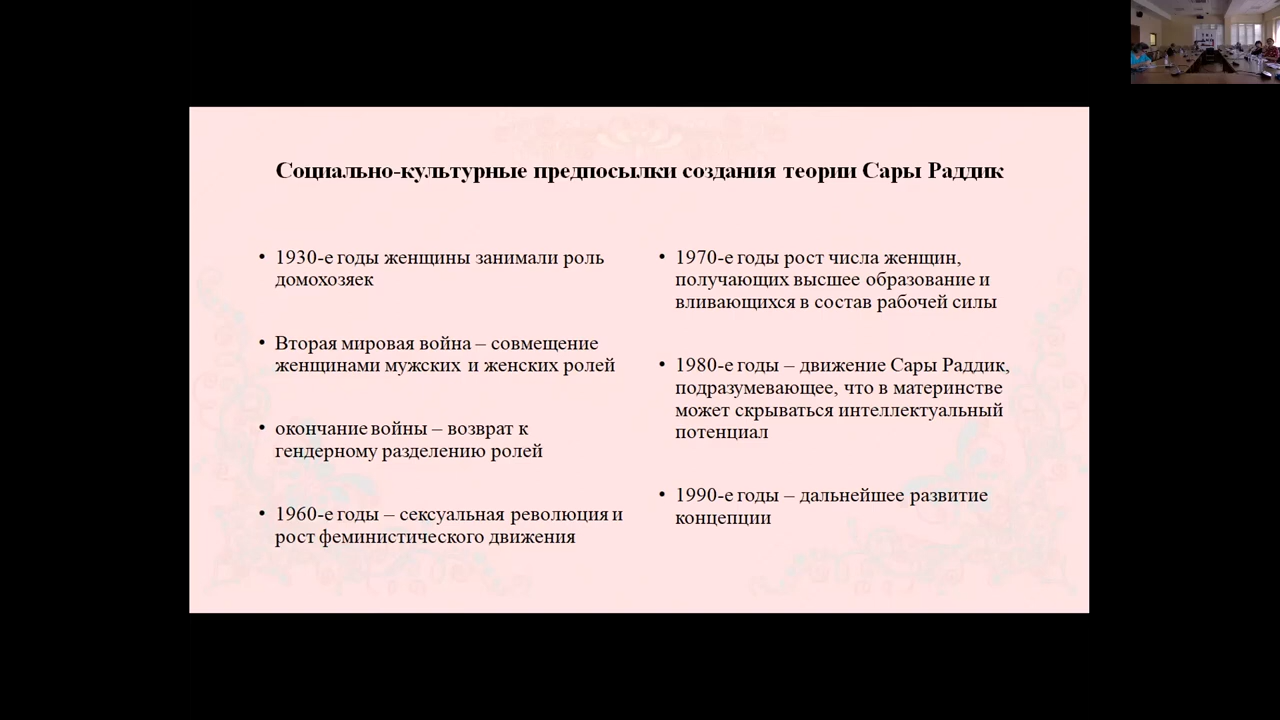 Социально-культурные предпосылки создания теории Сары Раддик
• 1930-е годы женщины занимали роль
домохозяек
• Вторая мировая война – совмещение
женщинами мужских и женских ролей
• окончание войны – возврат к
гендерному разделению ролей
• 1960-е годы – сексуальная революция и
рост феминистического движения
• 1970-е годы рост числа женщин,
получающих высшее образование и
вливающихся в состав рабочей силы
• 1980-е годы – движение Сары Раддик,
подразумевающее, что в материнстве
может скрываться интеллектуальный
потенциал
• 1990-е годы – дальнейшее развитие
концепции